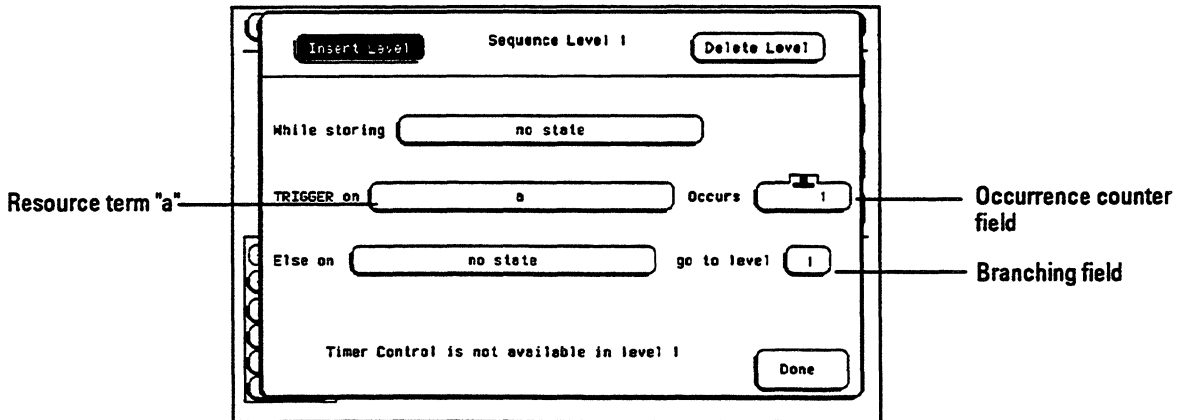 Insert Level
Sequence Level 1
Delete Level
While storing no state
Resource term "a"
TRIGGER on a Occurs 1
Occurrence counter field
Else on no state go to level 1
Branching field
Timer Control is not available in level 1
Done